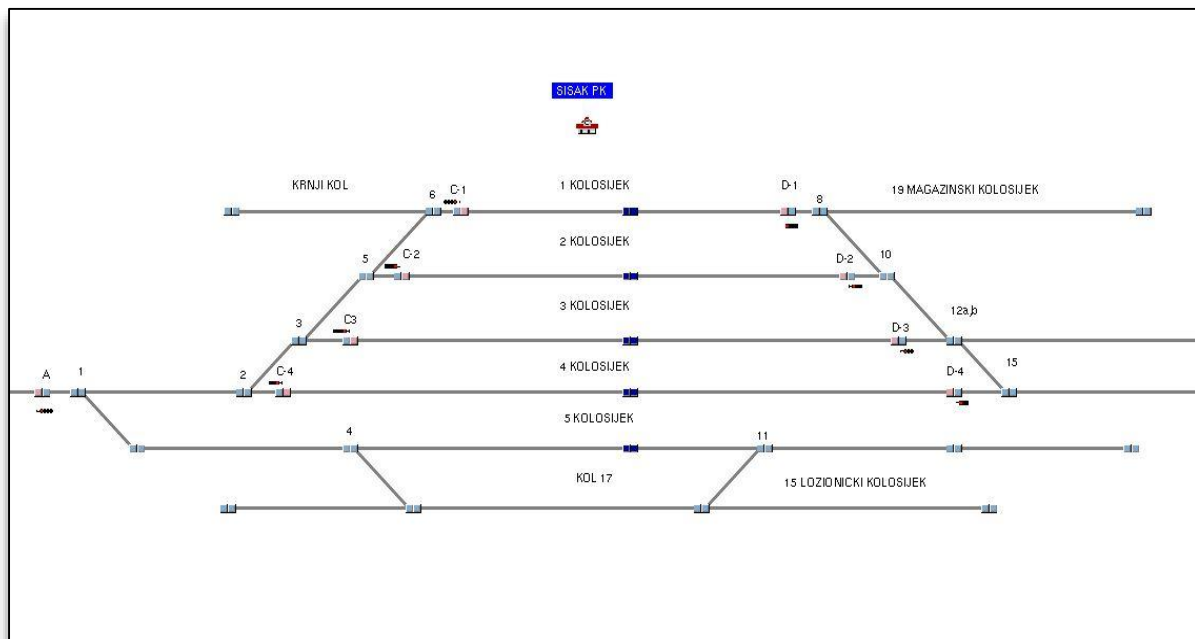 SISAK PK
KRNJI KOL
6
C-1
1 KOLOSIJEK
D-1
8
19 MAGAZINSKI KOLOSIJEK
5
C-2
2 KOLOSIJEK
D-2
10
3
C3
3 KOLOSIJEK
D-3
12a,b
A
1
2
C-4
4 KOLOSIJEK
D-4
15
4
5 KOLOSIJEK
11
KOL 17
15 LOZIONICKI KOLOSIJEK